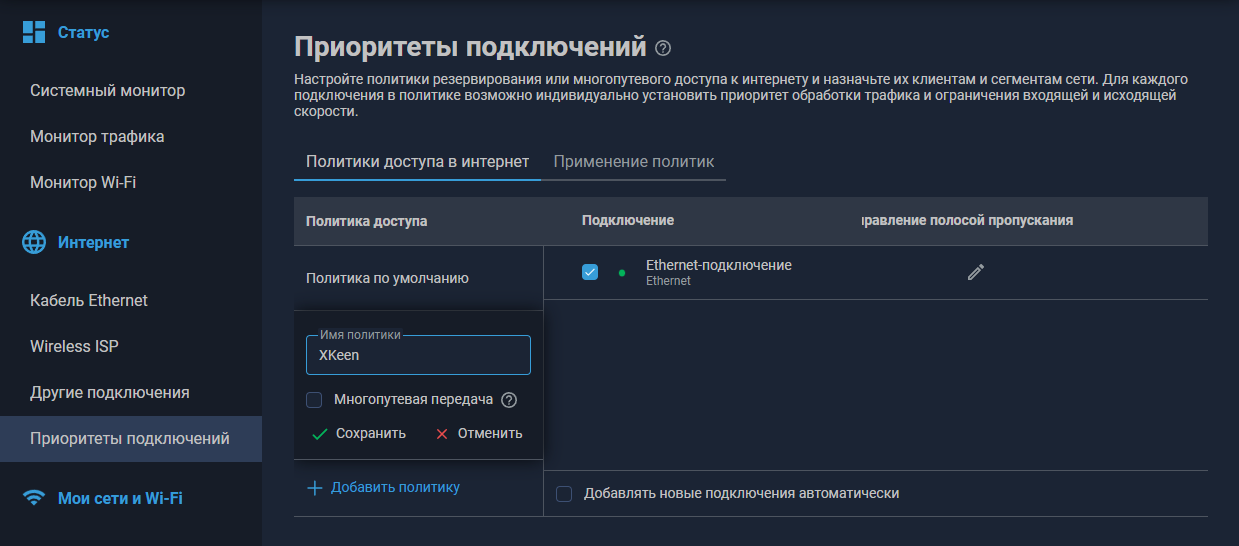 Статус
Системный монитор
Монитор трафика
Монитор Wi-Fi
Интернет
Кабель Ethernet
Wireless ISP
Другие подключения
Приоритеты подключений
Мои сети и Wi-Fi
Приоритеты подключений
Настройте политики резервирования или многопутевого доступа к интернету и назначьте их клиентам и сегментам сети. Для каждого
подключения в политике возможно индивидуально установить приоритет обработки трафика и ограничения входящей и исходящей
скорости.
Политики доступа в интернет
Применение политик
Политика доступа
Подключение
равление полосой пропускания
Политика по умолчанию
Ethernet-подключение
Ethernet
Имя политики
XKeen
Многопутевая передача
Сохранить
Отменить
Добавить политику
Добавлять новые подключения автоматически